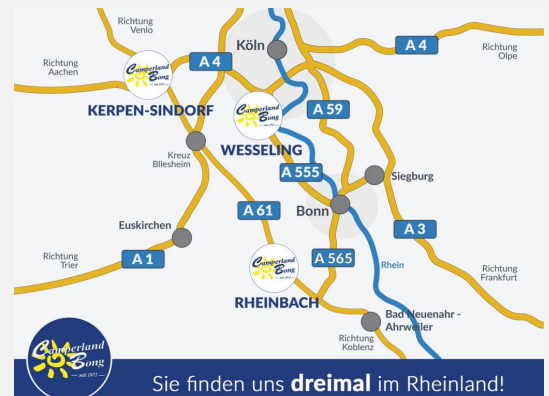 Richtung
Venlo
Köln
A 4
Richtung
Olpe
Richtung
Aachen
A 4
Camperland
Bong
KERPEN-SINDORF
A 59
Camperland
Bong
WESSELING
Kreuz
Bliesheim
A 555
Siegburg
A 61
Bonn
Euskirchen
A 3
A 1
Richtung
Trier
Camperland
Bong
A 565
Rhein
Richtung
Frankfurt
RHEINBACH
Bad Neuenahr -
Ahrweiler
Richtung
Koblenz
Camperland
Bong
seit 1971
Sie finden uns dreimal im Rheinland!